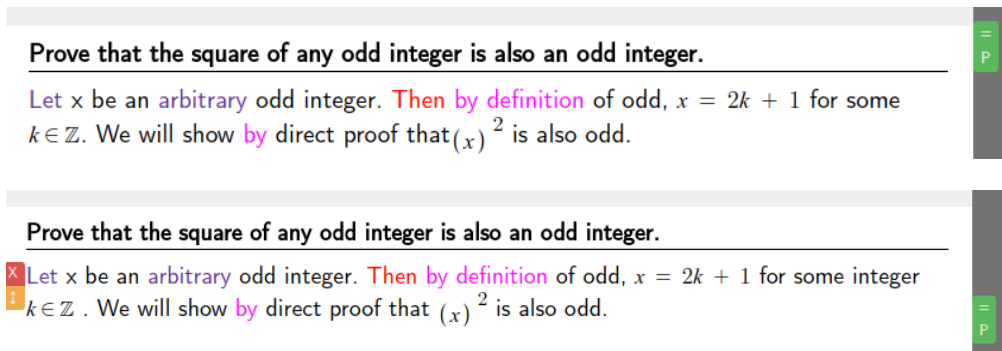 Prove that the square of any odd integer is also an odd integer.
=
P
Let x be an arbitrary odd integer. Then by definition of odd, x = 2k + 1 for some
k ∈ ℤ. We will show by direct proof that (x)² is also odd.
Prove that the square of any odd integer is also an odd integer.
X Let x be an arbitrary odd integer. Then by definition of odd, x = 2k + 1 for some integer
↕ k ∈ ℤ . We will show by direct proof that (x)² is also odd.
=
P